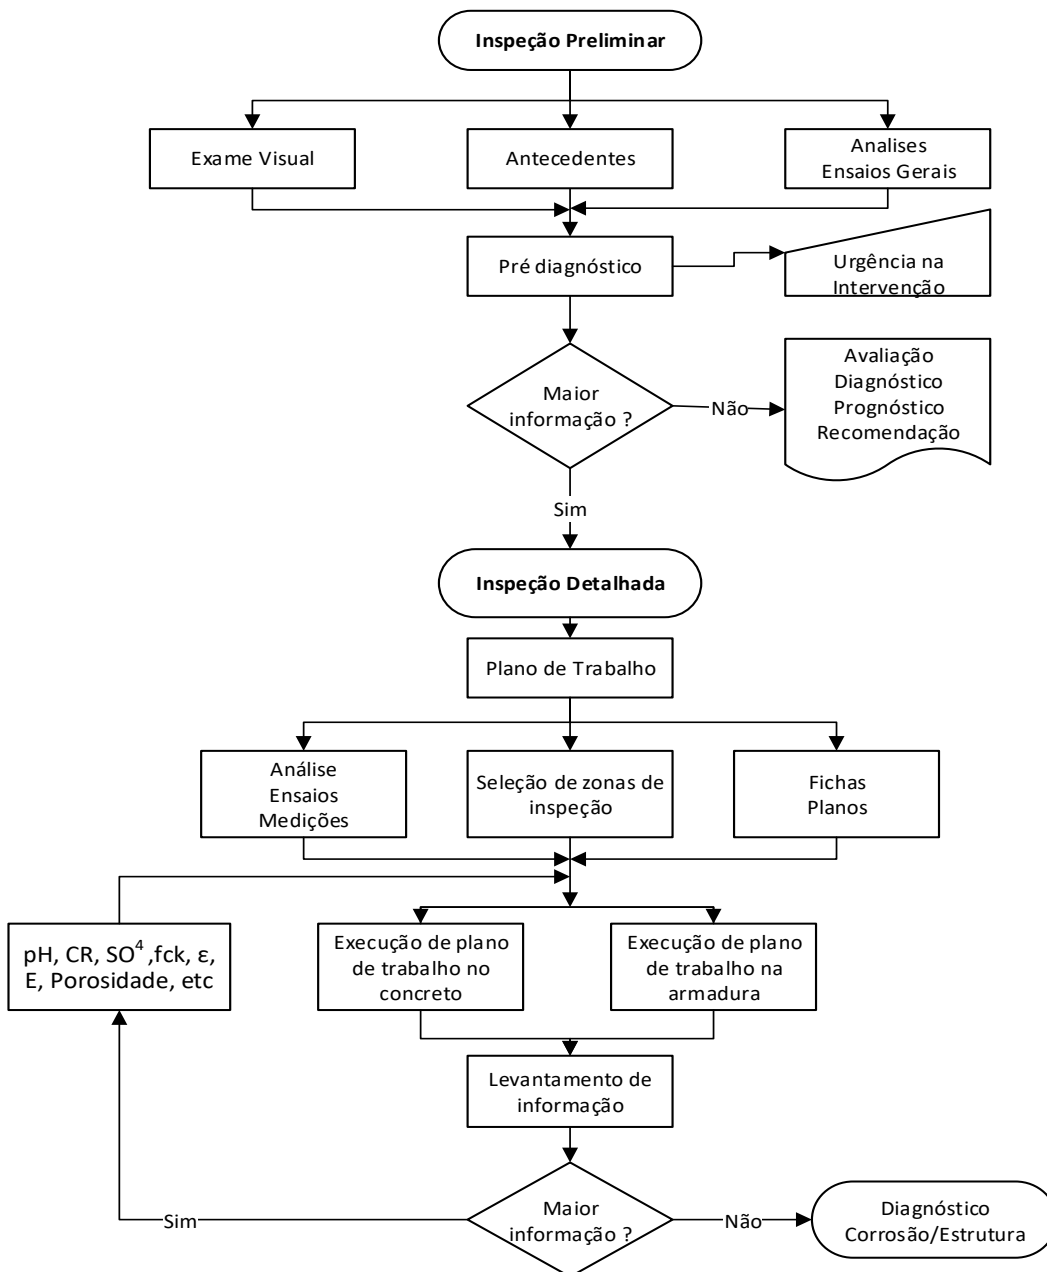 Inspeção Preliminar
Exame Visual
Antecedentes
Analises
Ensaios Gerais
Pré diagnóstico
Urgência na
Intervenção
Maior
informação ?
Não
Avaliação
Diagnóstico
Prognóstico
Recomendação
Sim
Inspeção Detalhada
Plano de Trabalho
Análise
Ensaios
Medições
Seleção de zonas de
inspeção
Fichas
Planos
pH, CR, SO⁴ ,fck, ε,
E, Porosidade, etc
Execução de plano
de trabalho no
concreto
Execução de plano
de trabalho na
armadura
Levantamento de
informação
Maior
informação ?
Sim
Não
Diagnóstico
Corrosão/Estrutura